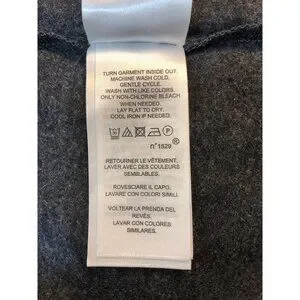 TURN GARMENT INSIDE OUT.
MACHINE WASH COLD,
GENTLE CYCLE.
WASH WITH LIKE COLORS.
ONLY NON-CHLORINE BLEACH
WHEN NEEDED.
LAY FLAT TO DRY.
COOL IRON IF NEEDED.
P
n°1629®
RETOURNER LE VÊTEMENT,
LAVER AVEC DES COULEURS
SEMBLABLES.
ROVESCIARE IL CAPO.
LAVARE CON COLORI SIMILI
VOLTEAR LA PRENDA DEL
REVÉS.
LAVAR CON COLORES
SIMILARES.